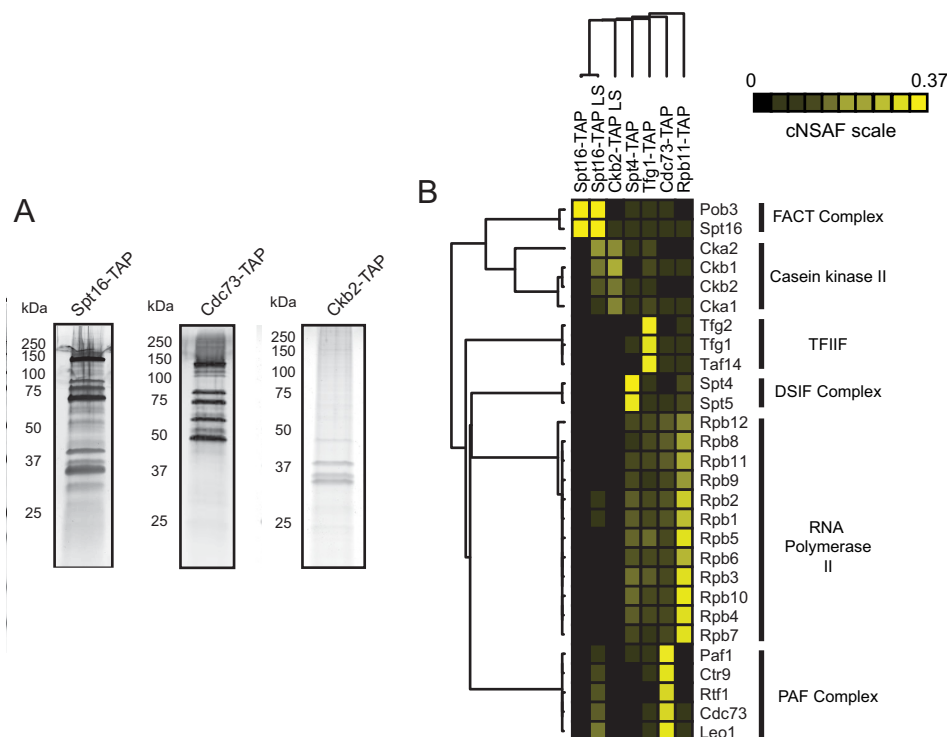 A
Spt16-TAP
kDa
250
150
100
75
50
37
25
Cdc73-TAP
kDa
250
150
100
75
50
37
25
Ckb2-TAP
kDa
250
150
100
75
50
37
25
B
0
0.37
cNSAF scale
Spt16-TAP
Spt16-TAP LS
Ckb2-TAP LS
Spt4-TAP
Tfg1-TAP
Cdc73-TAP
Rpb11-TAP
Pob3
Spt16
FACT Complex
Cka2
Ckb1
Ckb2
Cka1
Casein kinase II
Tfg2
Tfg1
Taf14
TFIIF
Spt4
Spt5
DSIF Complex
Rpb12
Rpb8
Rpb11
Rpb9
Rpb2
Rpb1
Rpb5
Rpb6
Rpb3
Rpb10
Rpb4
Rpb7
RNA
Polymerase
II
Paf1
Ctr9
Rtf1
Cdc73
Leo1
PAF Complex